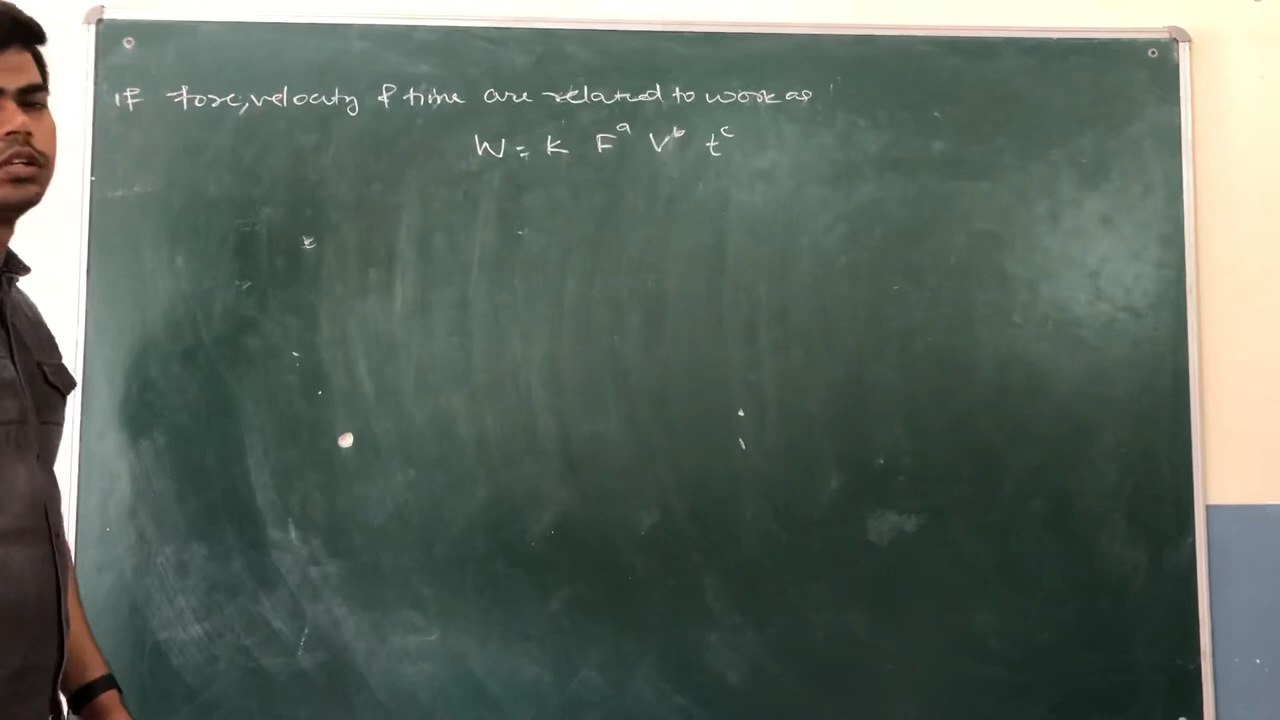 IF force, velocity & time are related to work as
W = K F^a V^b t^c